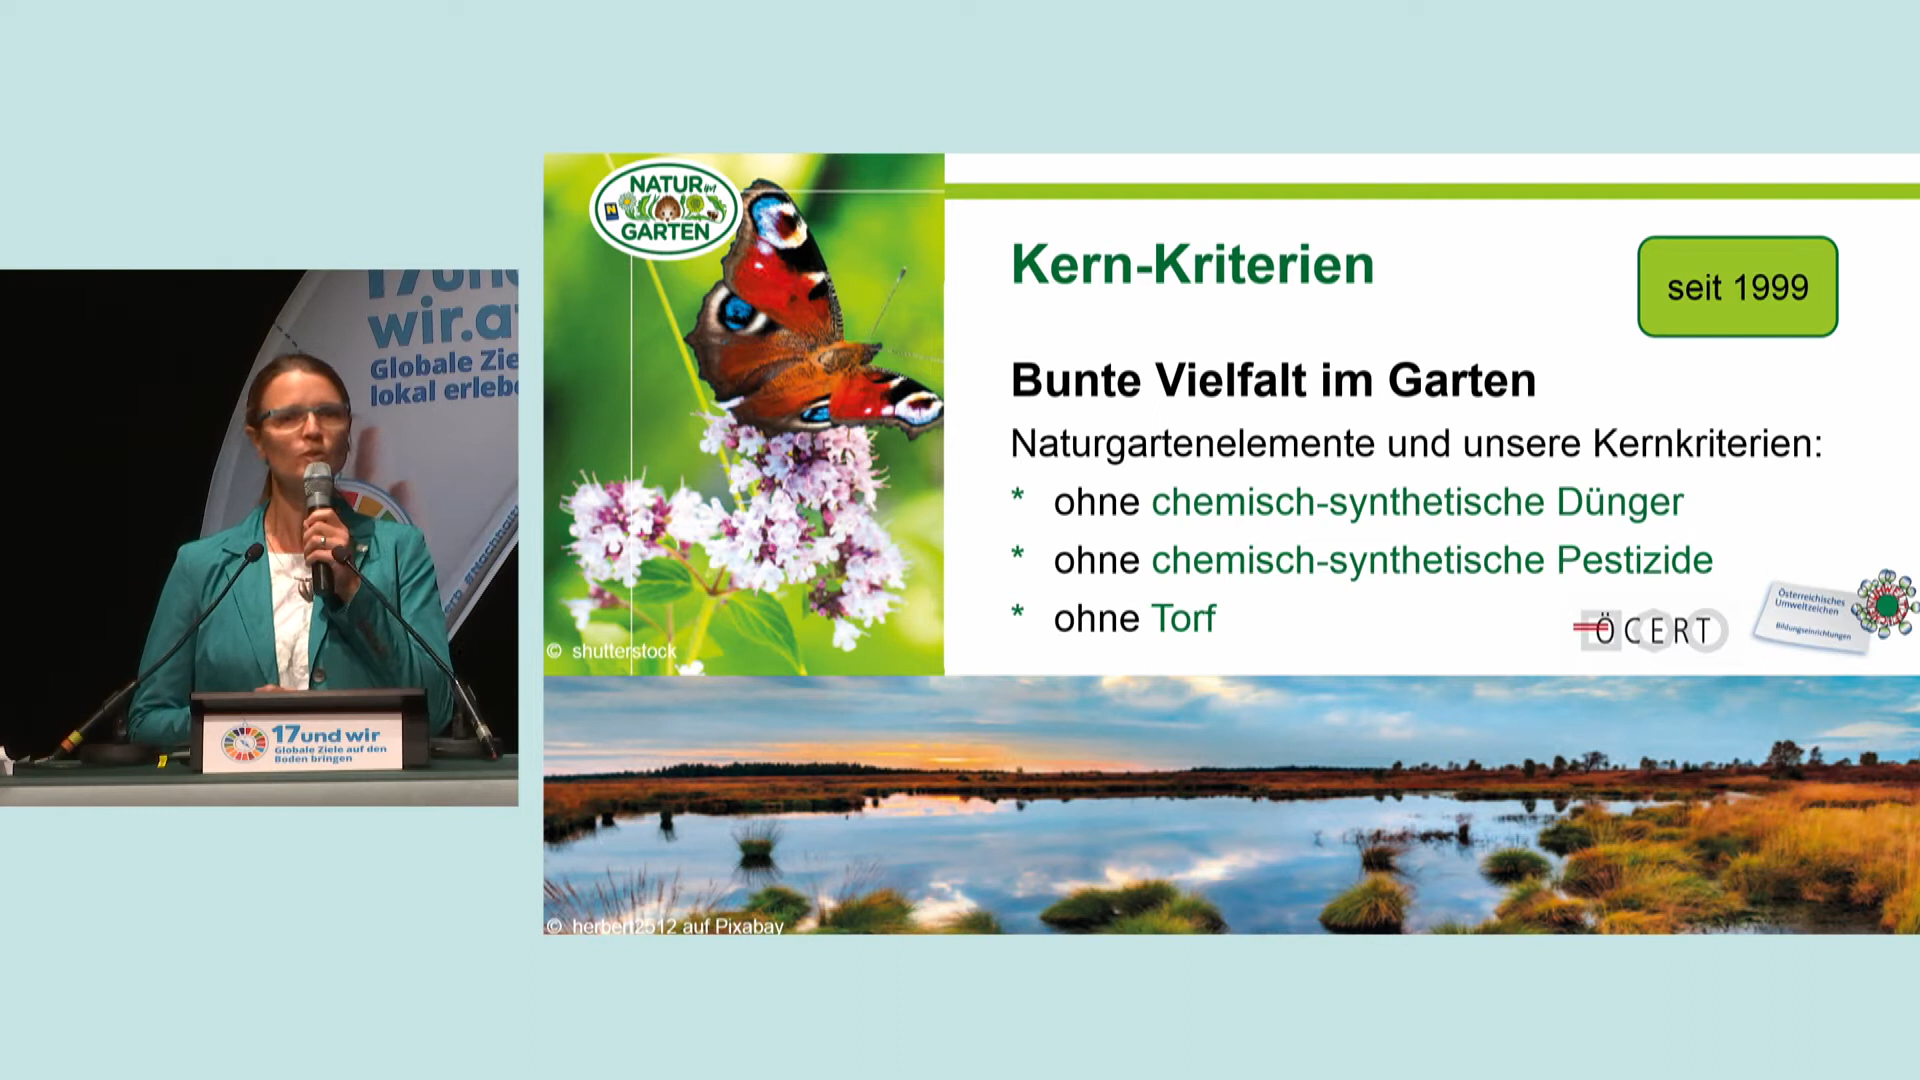 wir.a
Globale Zie
lokal erleb
17und wir
Globale Ziele auf den
Boden bringen
NATUR im
N
GARTEN
© shutterstock
Kern-Kriterien
seit 1999
Bunte Vielfalt im Garten
Naturgartenelemente und unsere Kernkriterien:
* ohne chemisch-synthetische Dünger
* ohne chemisch-synthetische Pestizide
* ohne Torf
ÖCERT
Österreichisches
Umweltzeichen
Bildungseinrichtungen
© herbert2512 auf Pixabay